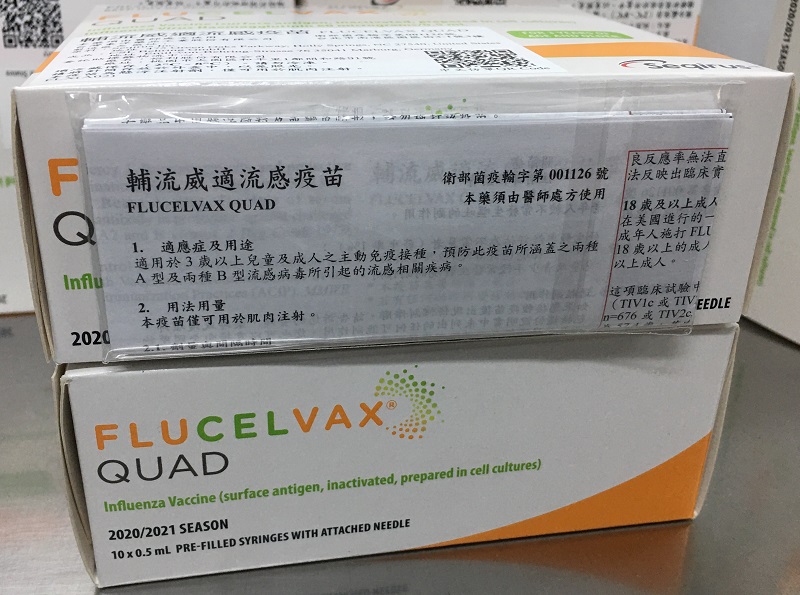 FLUCELVAX QUAD
Seqirus
輔流威適流感疫苗
衛部菌疫輸字第 001126 號
FLUCELVAX QUAD
本藥須由醫師處方使用
1. 適應症及用途
適用於 3 歲以上兒童及成人之主動免疫接種,預防此疫苗所涵蓋之兩種
A 型及兩種 B 型流感病毒所引起的流感相關疾病。
2. 用法用量
本疫苗僅可用於肌肉注射。
良反應率無法直
法反映出臨床實
18 歲及以上成人
在美國進行的一
成年人施打 FLU
18 歲以上的成人
以上成人。
這項臨床試驗中
(TIV1c 或 TIV
n=676 或 TIV2c
F
QU
Influ
2020
EEDLE
FLUCELVAX®
QUAD
Influenza Vaccine (surface antigen, inactivated, prepared in cell cultures)
2020/2021 SEASON
10 x 0.5 mL PRE-FILLED SYRINGES WITH ATTACHED NEEDLE
2020/2021 SEASON